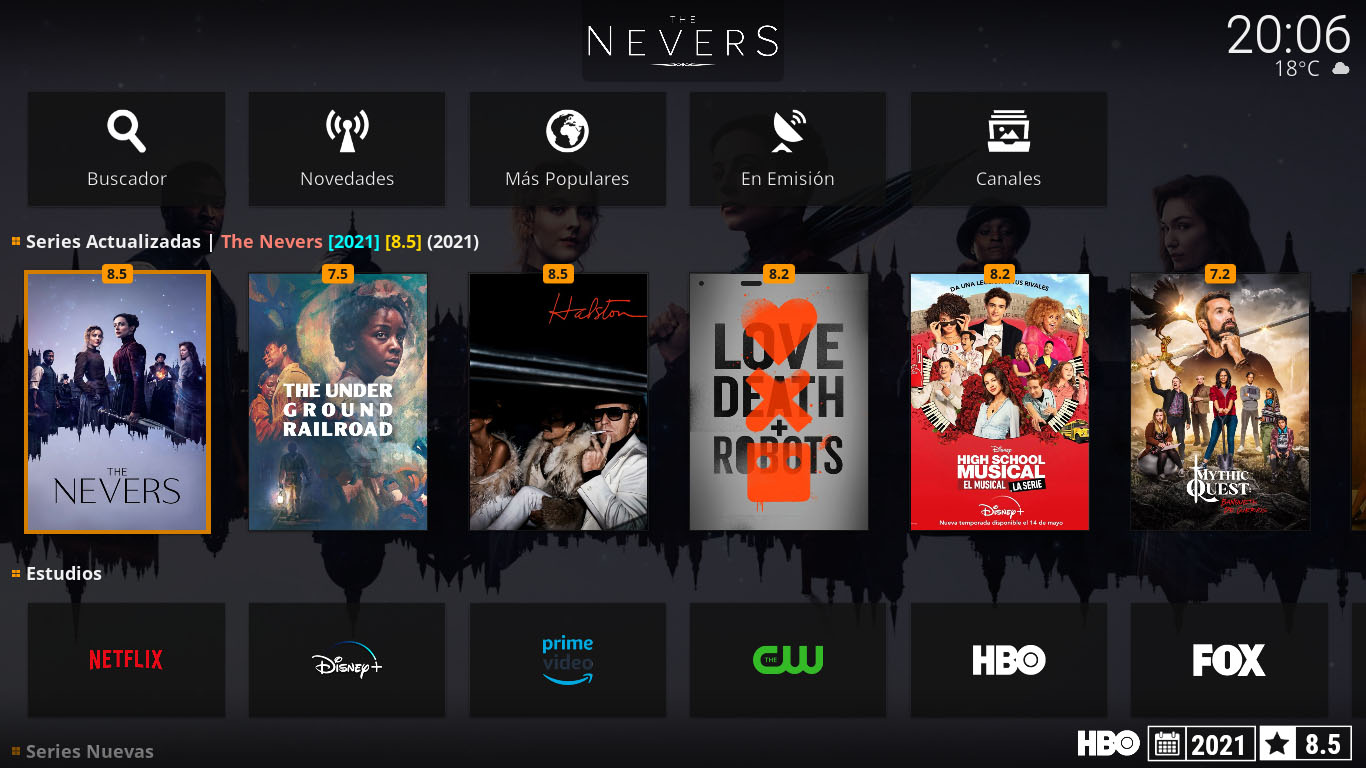 THE
NEVERS
20:06
18°C
Buscador
Novedades
Más Populares
En Emisión
Canales
Series Actualizadas | The Nevers [2021] [8.5] (2021)
8.5
7.5
8.5
8.2
8.2
7.2
THE
NEVERS
THE UNDER
GROUND
RAILROAD
Halston
LOVE
DEATH
+
ROBOTS
DA UNA LECCIÓN A TUS RIVALES
Disney
HIGH SCHOOL
MUSICAL
EL MUSICAL LA SERIE
Disney+
Nueva temporada disponible el 14 de mayo
MYTHIC
QUEST
Estudios
NETFLIX
Disney+
prime
video
THE CW
HBO
FOX
Series Nuevas
HBO 2021 8.5